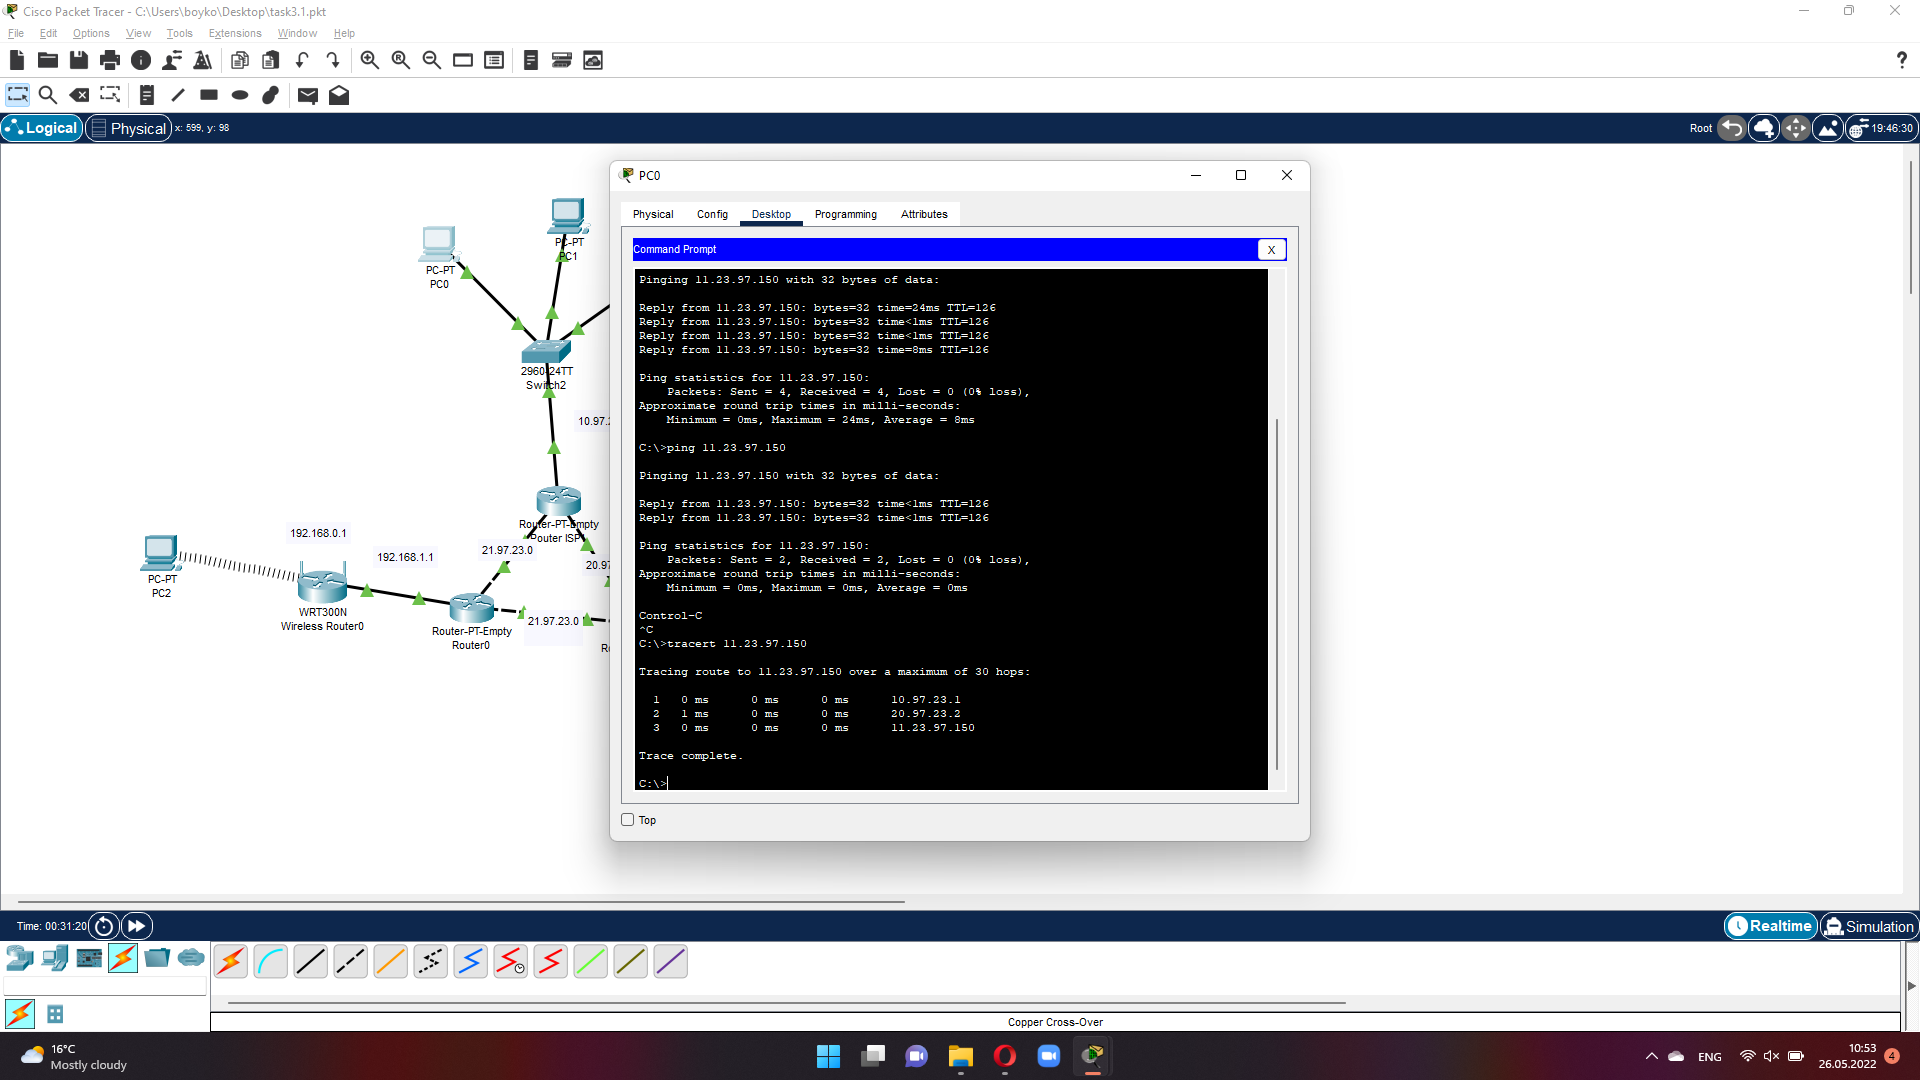 Cisco Packet Tracer - C:\Users\boyko\Desktop\task3.1.pkt
File Edit Options View Tools Extensions Window Help
?
Logical Physical x: 599, y: 98
Root 19:46:30
PC0
Physical Config Desktop Programming Attributes
Command Prompt X
Pinging 11.23.97.150 with 32 bytes of data:
Reply from 11.23.97.150: bytes=32 time=24ms TTL=126
Reply from 11.23.97.150: bytes=32 time<1ms TTL=126
Reply from 11.23.97.150: bytes=32 time<1ms TTL=126
Reply from 11.23.97.150: bytes=32 time=8ms TTL=126
Ping statistics for 11.23.97.150:
Packets: Sent = 4, Received = 4, Lost = 0 (0% loss),
Approximate round trip times in milli-seconds:
Minimum = 0ms, Maximum = 24ms, Average = 8ms
C:\>ping 11.23.97.150
Pinging 11.23.97.150 with 32 bytes of data:
Reply from 11.23.97.150: bytes=32 time<1ms TTL=126
Reply from 11.23.97.150: bytes=32 time<1ms TTL=126
Ping statistics for 11.23.97.150:
Packets: Sent = 2, Received = 2, Lost = 0 (0% loss),
Approximate round trip times in milli-seconds:
Minimum = 0ms, Maximum = 0ms, Average = 0ms
Control-C
^C
C:\>tracert 11.23.97.150
Tracing route to 11.23.97.150 over a maximum of 30 hops:
1 0 ms 0 ms 0 ms 10.97.23.1
2 1 ms 0 ms 0 ms 20.97.23.2
3 0 ms 0 ms 0 ms 11.23.97.150
Trace complete.
C:\>
Top
PC-PT
PC1
PC-PT
PC0
2960-24TT
Switch2
10.97.2
Router-PT-Empty
Router ISP1
192.168.0.1
192.168.1.1
21.97.23.0
20.97
PC-PT
PC2
WRT300N
Wireless Router0
Router-PT-Empty
Router0
21.97.23.0
Time: 00:31:20
Realtime Simulation
Copper Cross-Over
16°C
Mostly cloudy
ENG
10:53
26.05.2022
4